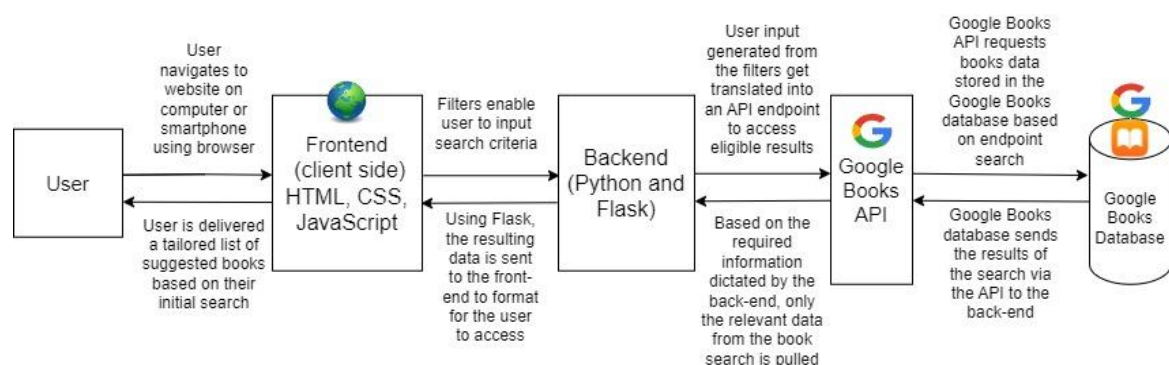 User
User
navigates to
website on
computer or
smartphone
using browser
User is delivered
a tailored list of
suggested books
based on their
initial search
Frontend
(client side)
HTML, CSS,
JavaScript
Filters enable
user to input
search criteria
Using Flask,
the resulting
data is sent
to the front-
end to format
for the user
to access
Backend
(Python and
Flask)
User input
generated from
the filters get
translated into
an API endpoint
to access
eligible results
Based on the
required
information
dictated by the
back-end, only
the relevant data
from the book
search is pulled
Google
Books
API
Google Books
API requests
books data
stored in the
Google Books
database based
on endpoint
search
Google Books
database sends
the results of
the search via
the API to the
back-end
Google
Books
Database